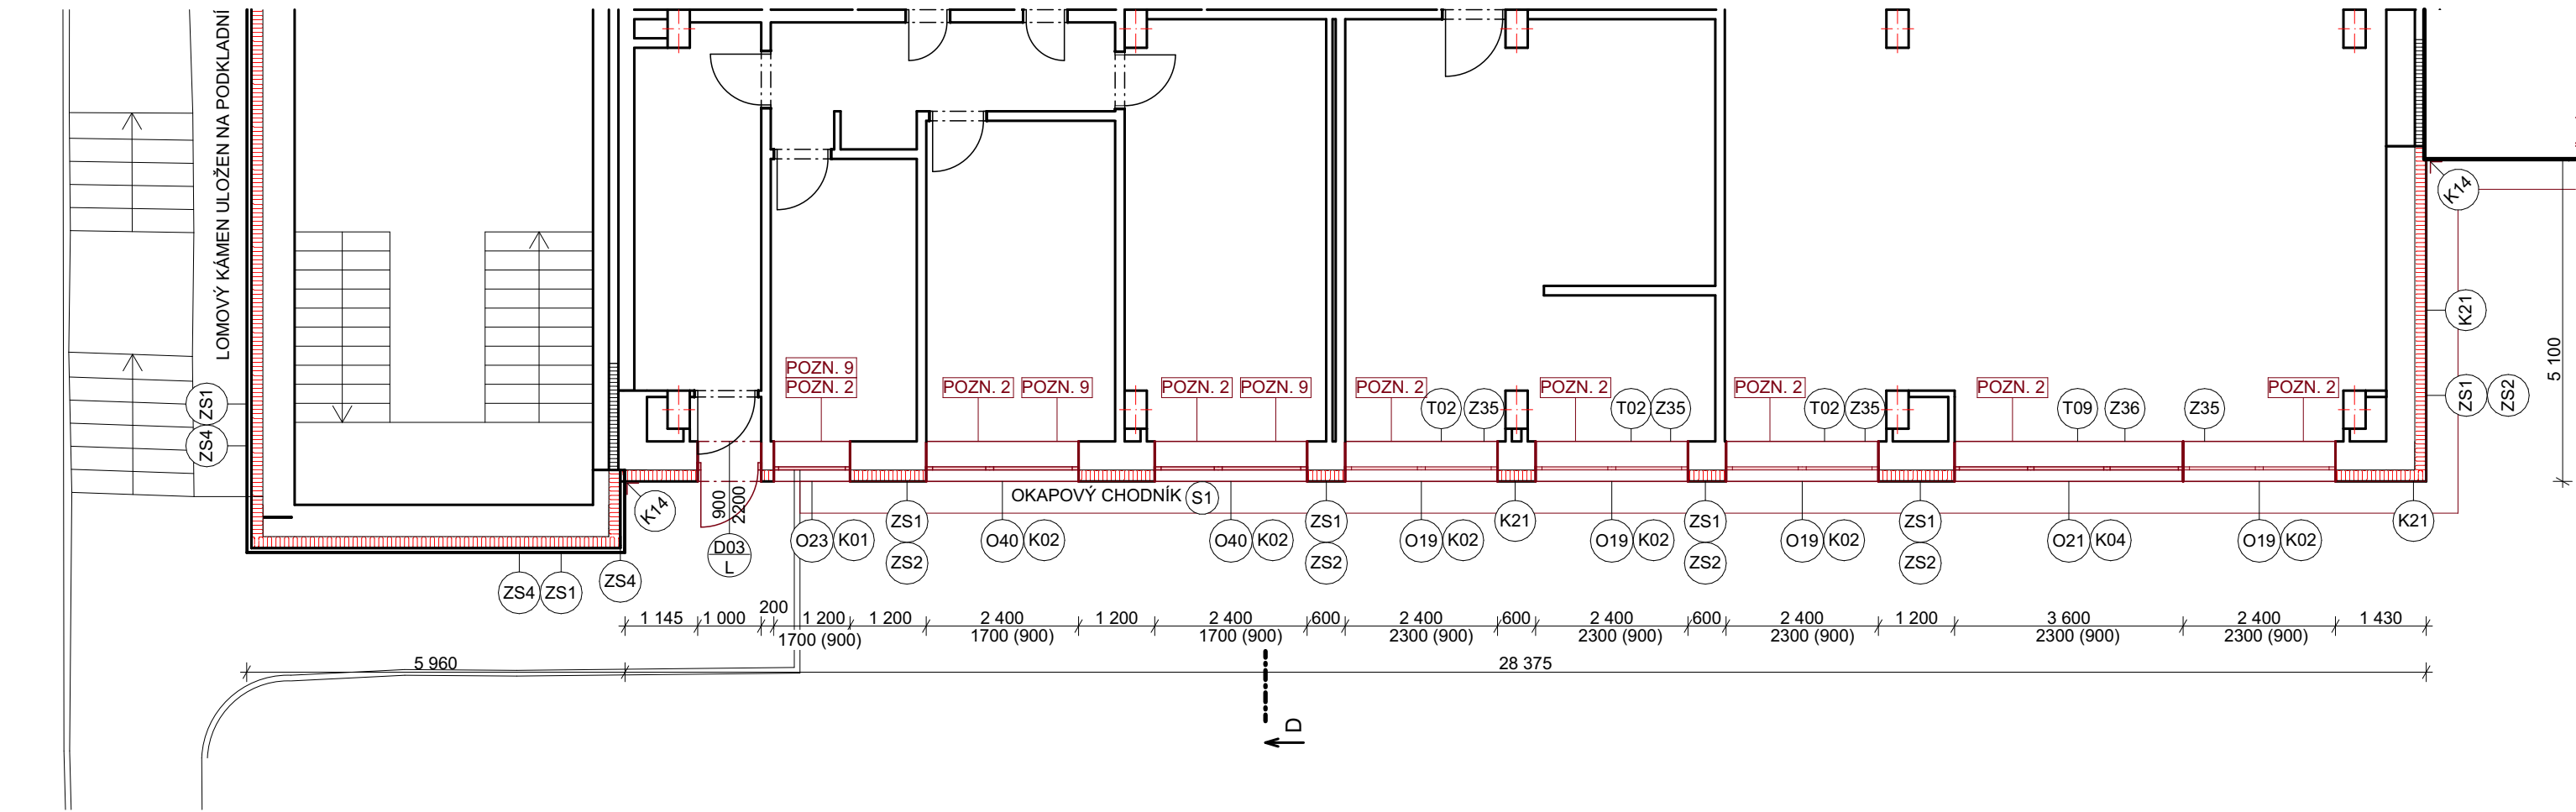 LOMOVÝ KÁMEN ULOŽEN NA PODKLADNÍ
K14
K21
5 100
POZN. 9
POZN. 2
POZN. 2
POZN. 9
POZN. 2
POZN. 9
POZN. 2
POZN. 2
POZN. 2
POZN. 2
POZN. 2
T02
Z35
T02
Z35
T02
Z35
T09
Z36
Z35
ZS1
ZS4
ZS1
ZS2
OKAPOVÝ CHODNÍK
S1
K14
900
2200
D03
L
O23
K01
ZS1
ZS2
O40
K02
O40
K02
ZS1
ZS2
O19
K02
K21
O19
K02
ZS1
ZS2
O19
K02
ZS1
ZS2
O21
K04
O19
K02
K21
ZS4
ZS1
ZS4
1 145
1 000
200
1 200
1700 (900)
1 200
2 400
1700 (900)
1 200
2 400
1700 (900)
600
2 400
2300 (900)
600
2 400
2300 (900)
600
2 400
2300 (900)
1 200
3 600
2300 (900)
2 400
2300 (900)
1 430
5 960
28 375
D